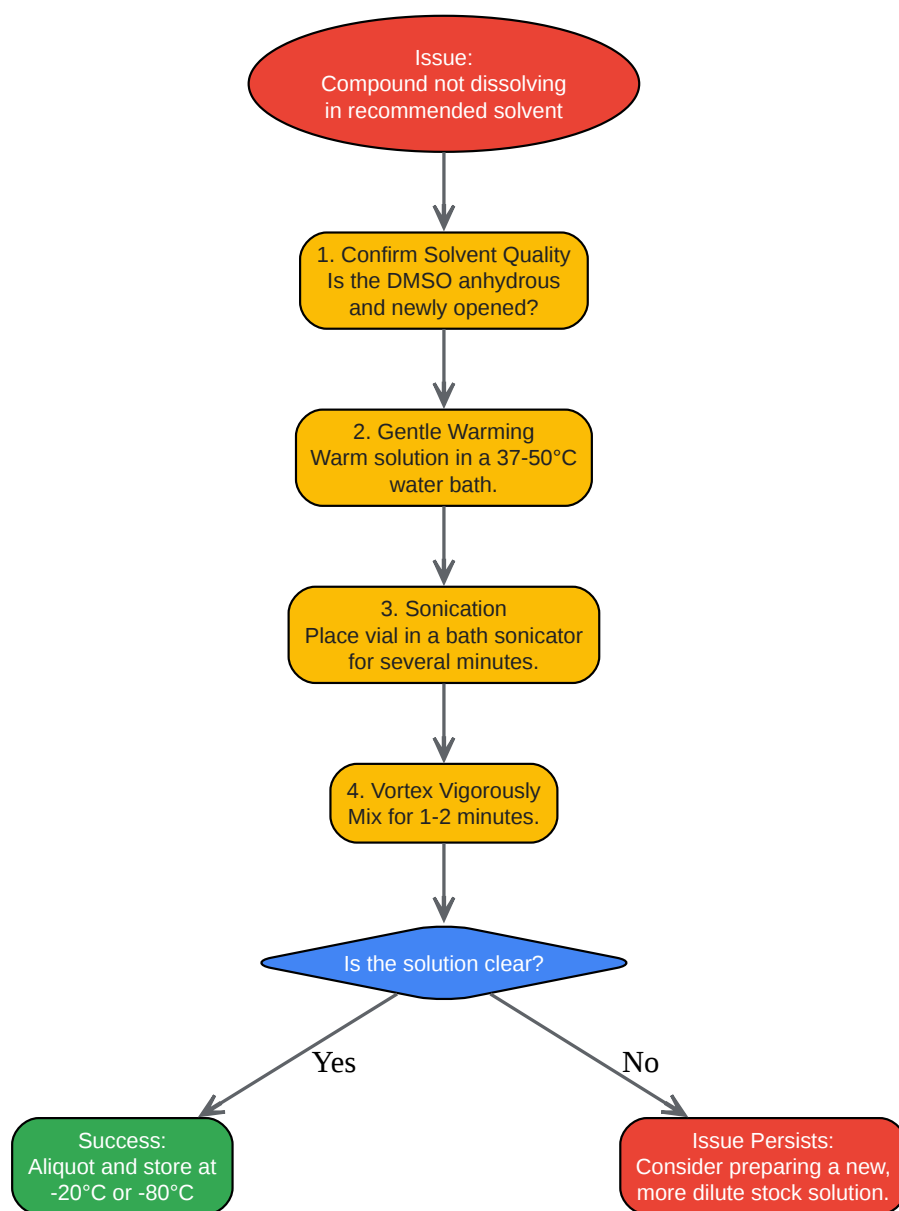 Issue:
Compound not dissolving
in recommended solvent
1. Confirm Solvent Quality
Is the DMSO anhydrous
and newly opened?
2. Gentle Warming
Warm solution in a 37-50°C
water bath.
3. Sonication
Place vial in a bath sonicator
for several minutes.
4. Vortex Vigorously
Mix for 1-2 minutes.
Is the solution clear?
Yes
No
Success:
Aliquot and store at
-20°C or -80°C
Issue Persists:
Consider preparing a new,
more dilute stock solution.